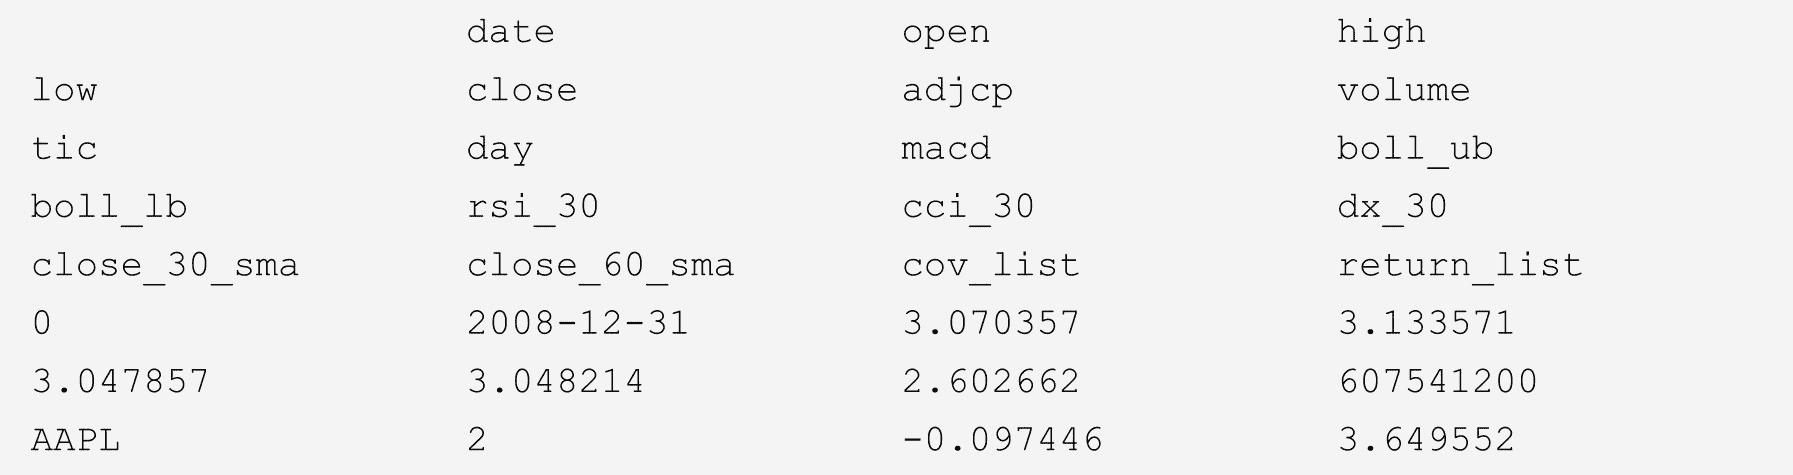 date open high
low close adjcp volume
tic day macd boll_ub
boll_lb rsi_30 cci_30 dx_30
close_30_sma close_60_sma cov_list return_list
0 2008-12-31 3.070357 3.133571
3.047857 3.048214 2.602662 607541200
AAPL 2 -0.097446 3.649552